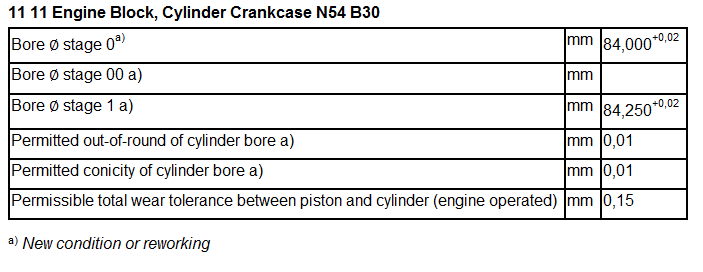 11 11 Engine Block, Cylinder Crankcase N54 B30
Bore ∅ stage 0a) mm 84,000+0,02
Bore ∅ stage 00 a) mm
Bore ∅ stage 1 a) mm 84,250+0,02
Permitted out-of-round of cylinder bore a) mm 0,01
Permitted conicity of cylinder bore a) mm 0,01
Permissible total wear tolerance between piston and cylinder (engine operated) mm 0,15
a) New condition or reworking